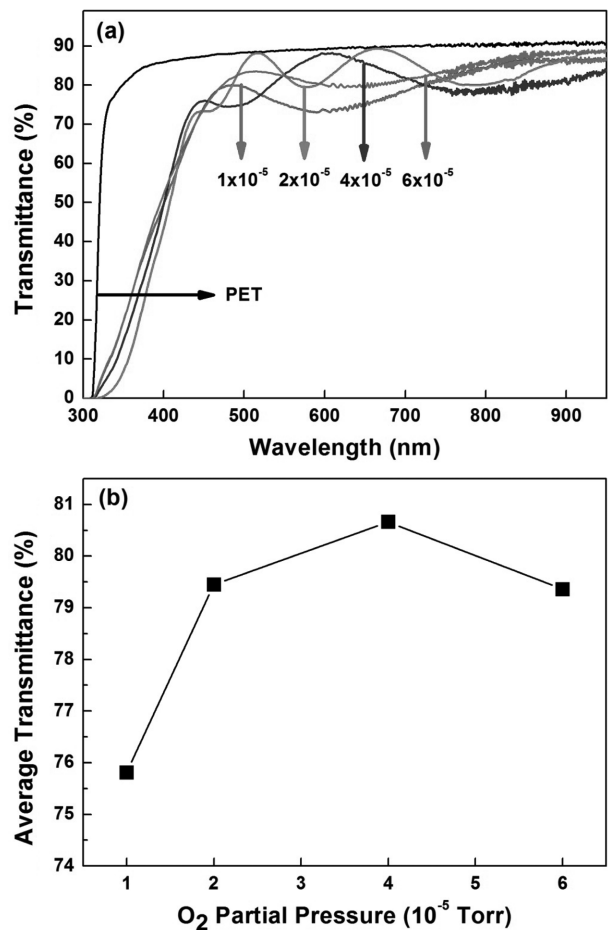 (a)
90
80
70
60
50
40
30
20
10
0
Transmittance (%)
1x10⁻⁵ 2x10⁻⁵ 4x10⁻⁵ 6x10⁻⁵
PET
300 400 500 600 700 800 900
Wavelength (nm)
(b)
81
80
79
78
77
76
75
74
Average Transmittance (%)
1 2 3 4 5 6
O₂ Partial Pressure (10⁻⁵ Torr)